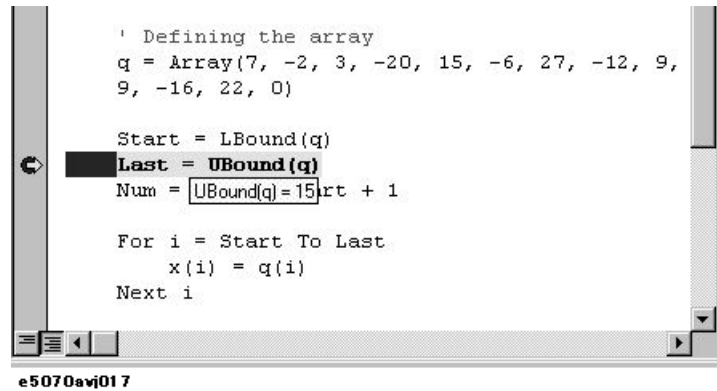 ' Defining the array
q = Array(7, -2, 3, -20, 15, -6, 27, -12, 9,
9, -16, 22, 0)
Start = LBound(q)
Last = UBound(q)
Num = UBound(q) = 15 rt + 1
For i = Start To Last
x(i) = q(i)
Next i
e5070avj017